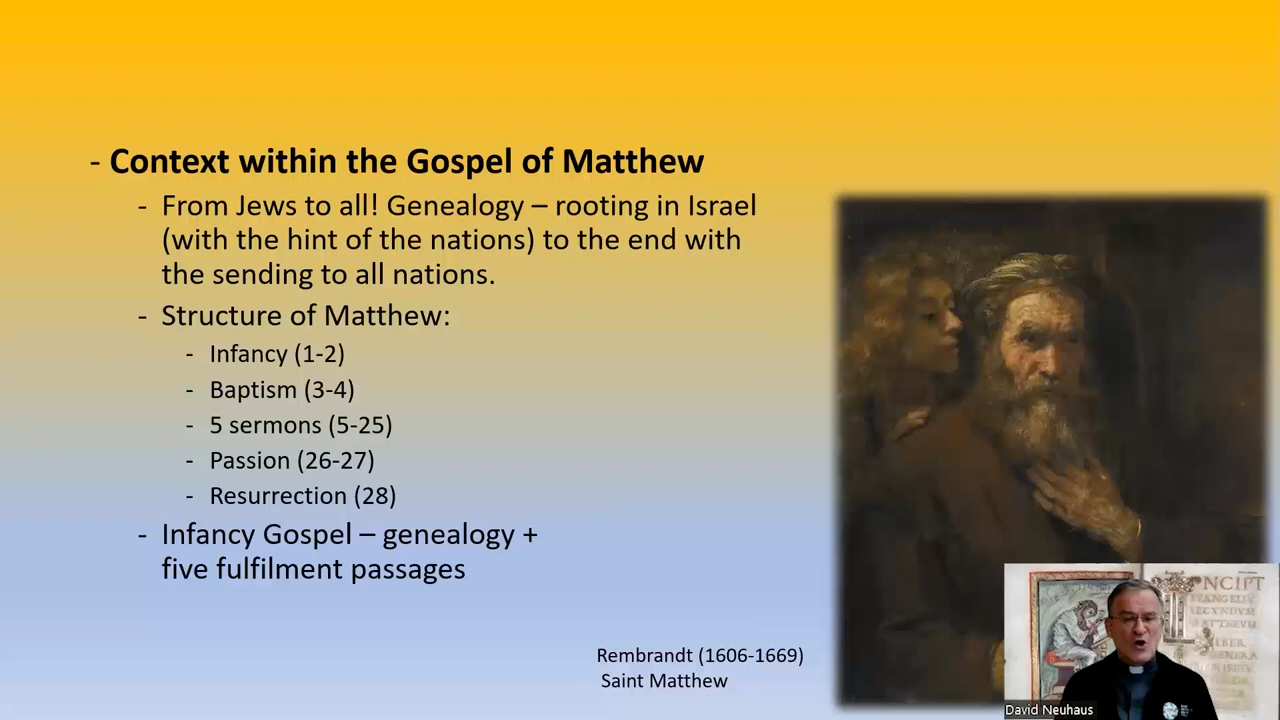 - Context within the Gospel of Matthew
- From Jews to all! Genealogy – rooting in Israel
(with the hint of the nations) to the end with
the sending to all nations.
- Structure of Matthew:
- Infancy (1-2)
- Baptism (3-4)
- 5 sermons (5-25)
- Passion (26-27)
- Resurrection (28)
- Infancy Gospel – genealogy +
five fulfilment passages
Rembrandt (1606-1669)
Saint Matthew
NCIPT
David Neuhaus